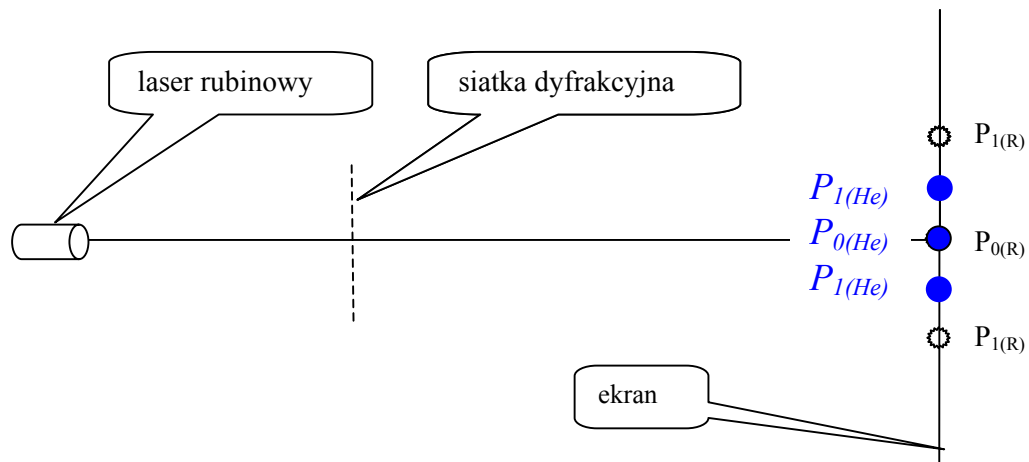 laser rubinowy
siatka dyfrakcyjna
P1(R)
P1(He)
P0(He)
P0(R)
P1(He)
P1(R)
ekran